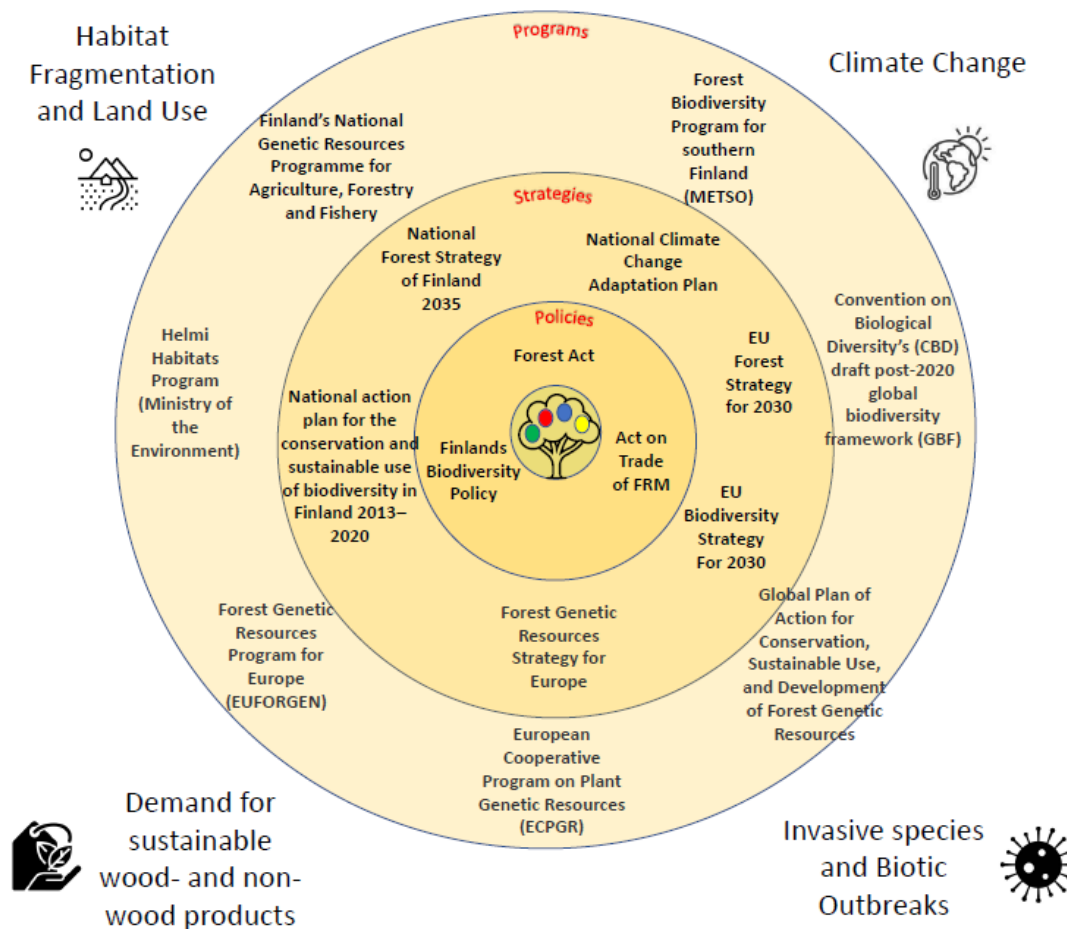 Habitat
Fragmentation
and Land Use
Programs
Climate Change
Finland's National
Genetic Resources
Programme for
Agriculture, Forestry
and Fishery
Forest
Biodiversity
Program for
southern
Finland
(METSO)
Strategies
National
Forest Strategy
of Finland
2035
National Climate
Change
Adaptation Plan
Helmi
Habitats
Program
(Ministry of
the
Environment)
Policies
Forest Act
EU
Forest
Strategy
for 2030
Convention on
Biological
Diversity's (CBD)
draft post-2020
global
biodiversity
framework (GBF)
National action
plan for the
conservation and
sustainable use
of biodiversity in
Finland 2013–
2020
Finlands
Biodiversity
Policy
Act on
Trade
of FRM
EU
Biodiversity
Strategy
For 2030
Forest Genetic
Resources
Program for
Europe
(EUFORGEN)
Forest Genetic
Resources
Strategy for
Europe
Global Plan of
Action for
Conservation,
Sustainable Use,
and Development
of Forest Genetic
Resources
European
Cooperative
Program on Plant
Genetic Resources
(ECPGR)
Demand for
sustainable
wood- and non-
wood products
Invasive species
and Biotic
Outbreaks